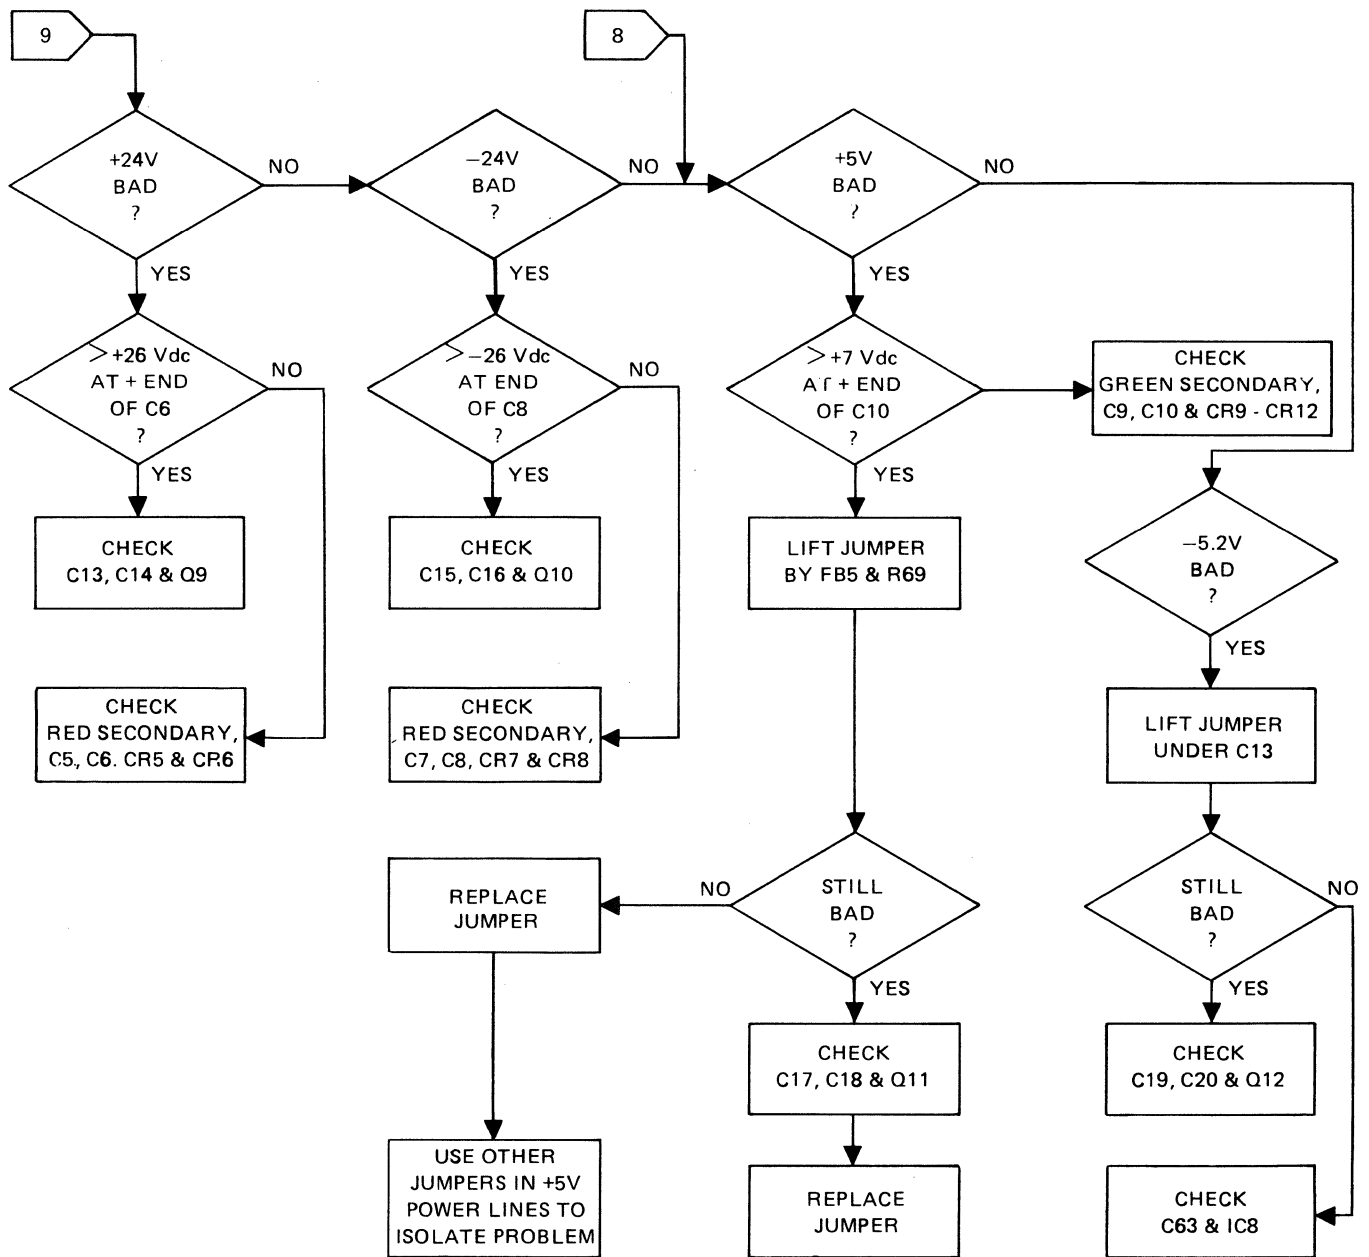 9
8
+24V
BAD
?
NO
YES
−24V
BAD
?
NO
YES
+5V
BAD
?
NO
YES
>+26 Vdc
AT + END
OF C6
?
NO
YES
>−26 Vdc
AT END
OF C8
?
NO
YES
>+7 Vdc
AT + END
OF C10
?
YES
CHECK
GREEN SECONDARY,
C9, C10 & CR9 - CR12
CHECK
C13, C14 & Q9
CHECK
C15, C16 & Q10
LIFT JUMPER
BY FB5 & R69
−5.2V
BAD
?
YES
CHECK
RED SECONDARY,
C5, C6. CR5 & CR6
CHECK
RED SECONDARY,
C7, C8, CR7 & CR8
LIFT JUMPER
UNDER C13
REPLACE
JUMPER
NO
STILL
BAD
?
YES
STILL
BAD
?
NO
YES
CHECK
C17, C18 & Q11
CHECK
C19, C20 & Q12
USE OTHER
JUMPERS IN +5V
POWER LINES TO
ISOLATE PROBLEM
REPLACE
JUMPER
CHECK
C63 & IC8